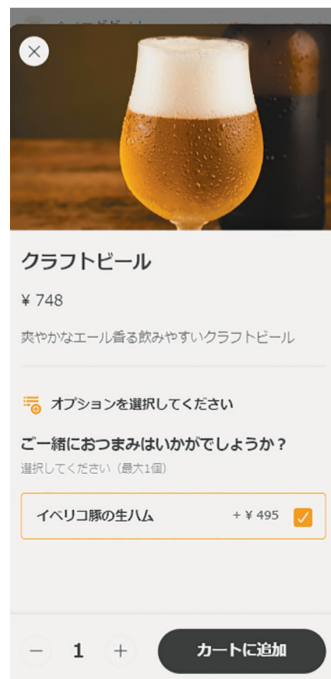 クラフトビール
¥ 748
爽やかなエール香る飲みやすいクラフトビール
オプションを選択してください
ご一緒におつまみはいかがでしょうか？
選択してください（最大1個）
イベリコ豚の生ハム + ¥ 495
1
カートに追加